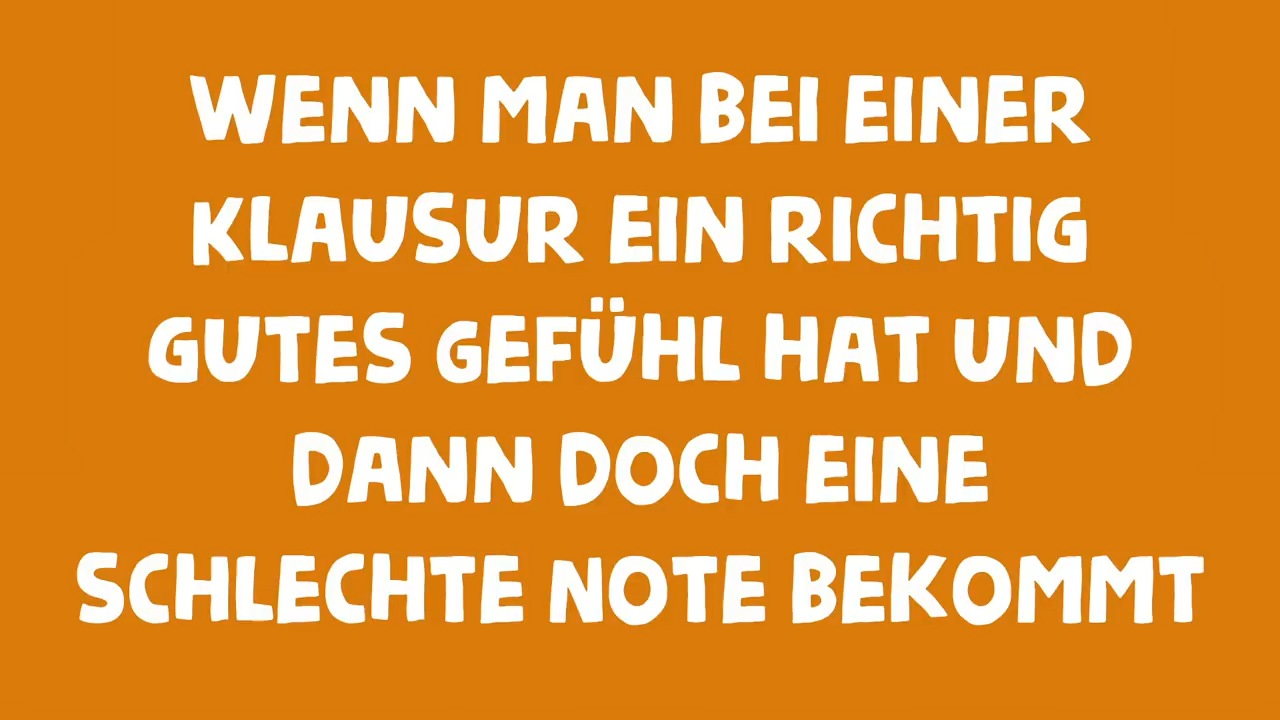 WENN MAN BEI EINER
KLAUSUR EIN RICHTIG
GUTES GEFÜHL HAT UND
DANN DOCH EINE
SCHLECHTE NOTE BEKOMMT